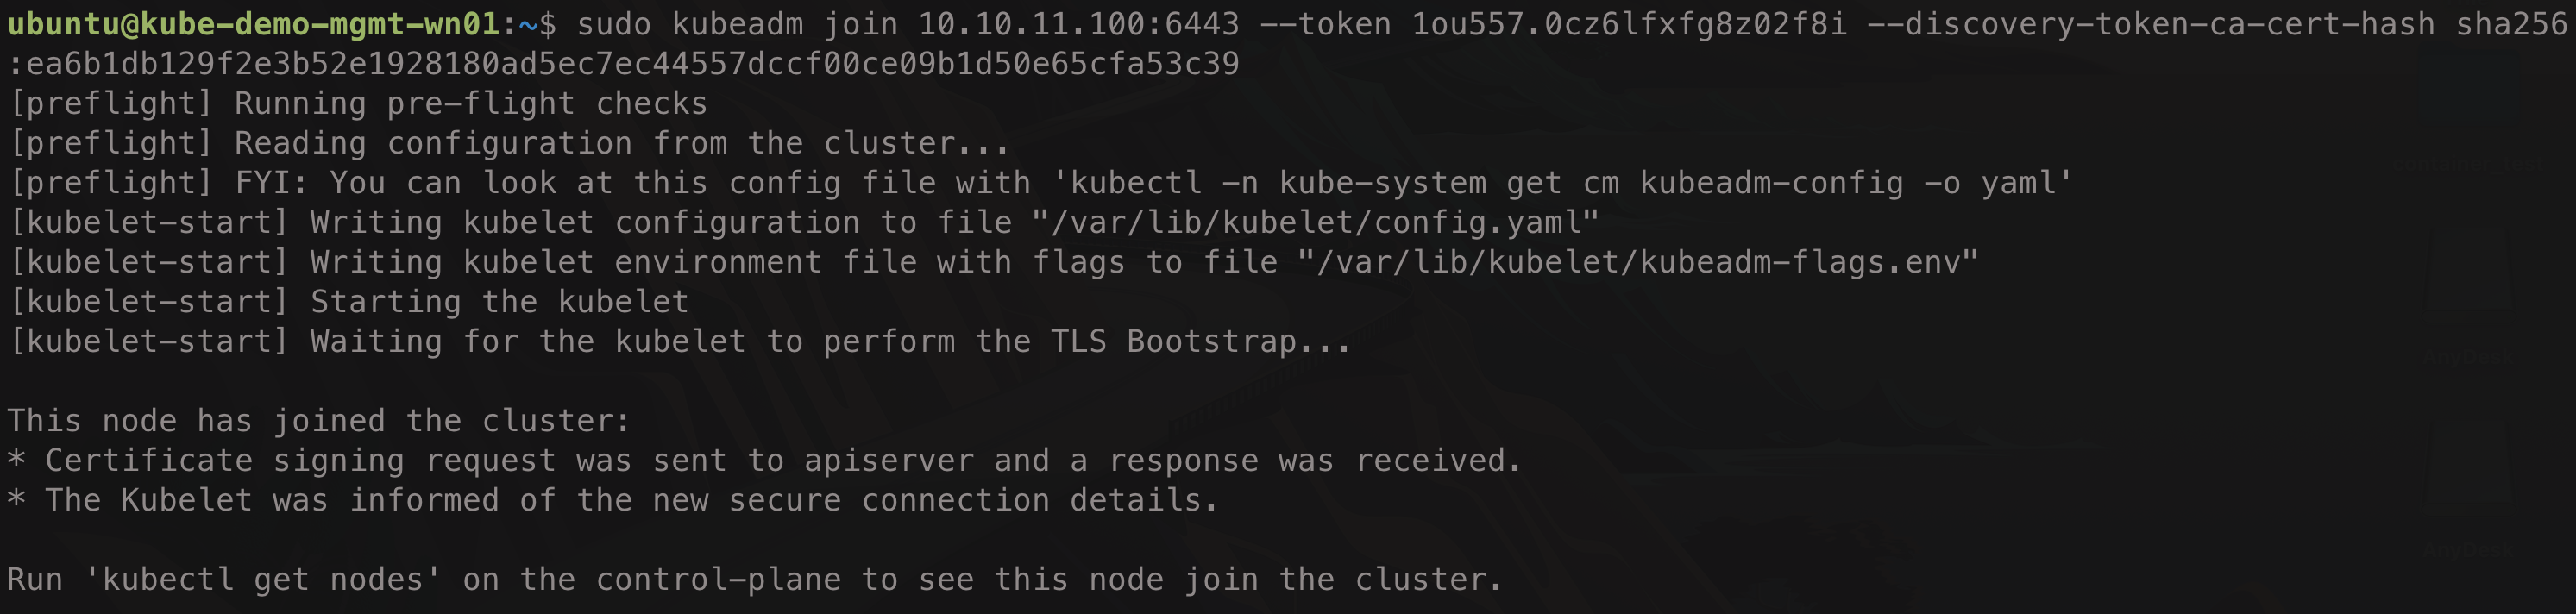 ubuntu@kube-demo-mgmt-wn01:~$ sudo kubeadm join 10.10.11.100:6443 --token 1ou557.0cz6lfxfg8z02f8i --discovery-token-ca-cert-hash sha256
:ea6b1db129f2e3b52e1928180ad5ec7ec44557dccf00ce09b1d50e65cfa53c39
[preflight] Running pre-flight checks
[preflight] Reading configuration from the cluster...
[preflight] FYI: You can look at this config file with 'kubectl -n kube-system get cm kubeadm-config -o yaml'
[kubelet-start] Writing kubelet configuration to file "/var/lib/kubelet/config.yaml"
[kubelet-start] Writing kubelet environment file with flags to file "/var/lib/kubelet/kubeadm-flags.env"
[kubelet-start] Starting the kubelet
[kubelet-start] Waiting for the kubelet to perform the TLS Bootstrap...
This node has joined the cluster:
* Certificate signing request was sent to apiserver and a response was received.
* The Kubelet was informed of the new secure connection details.
Run 'kubectl get nodes' on the control-plane to see this node join the cluster.
AnyDesk
AnyDesk